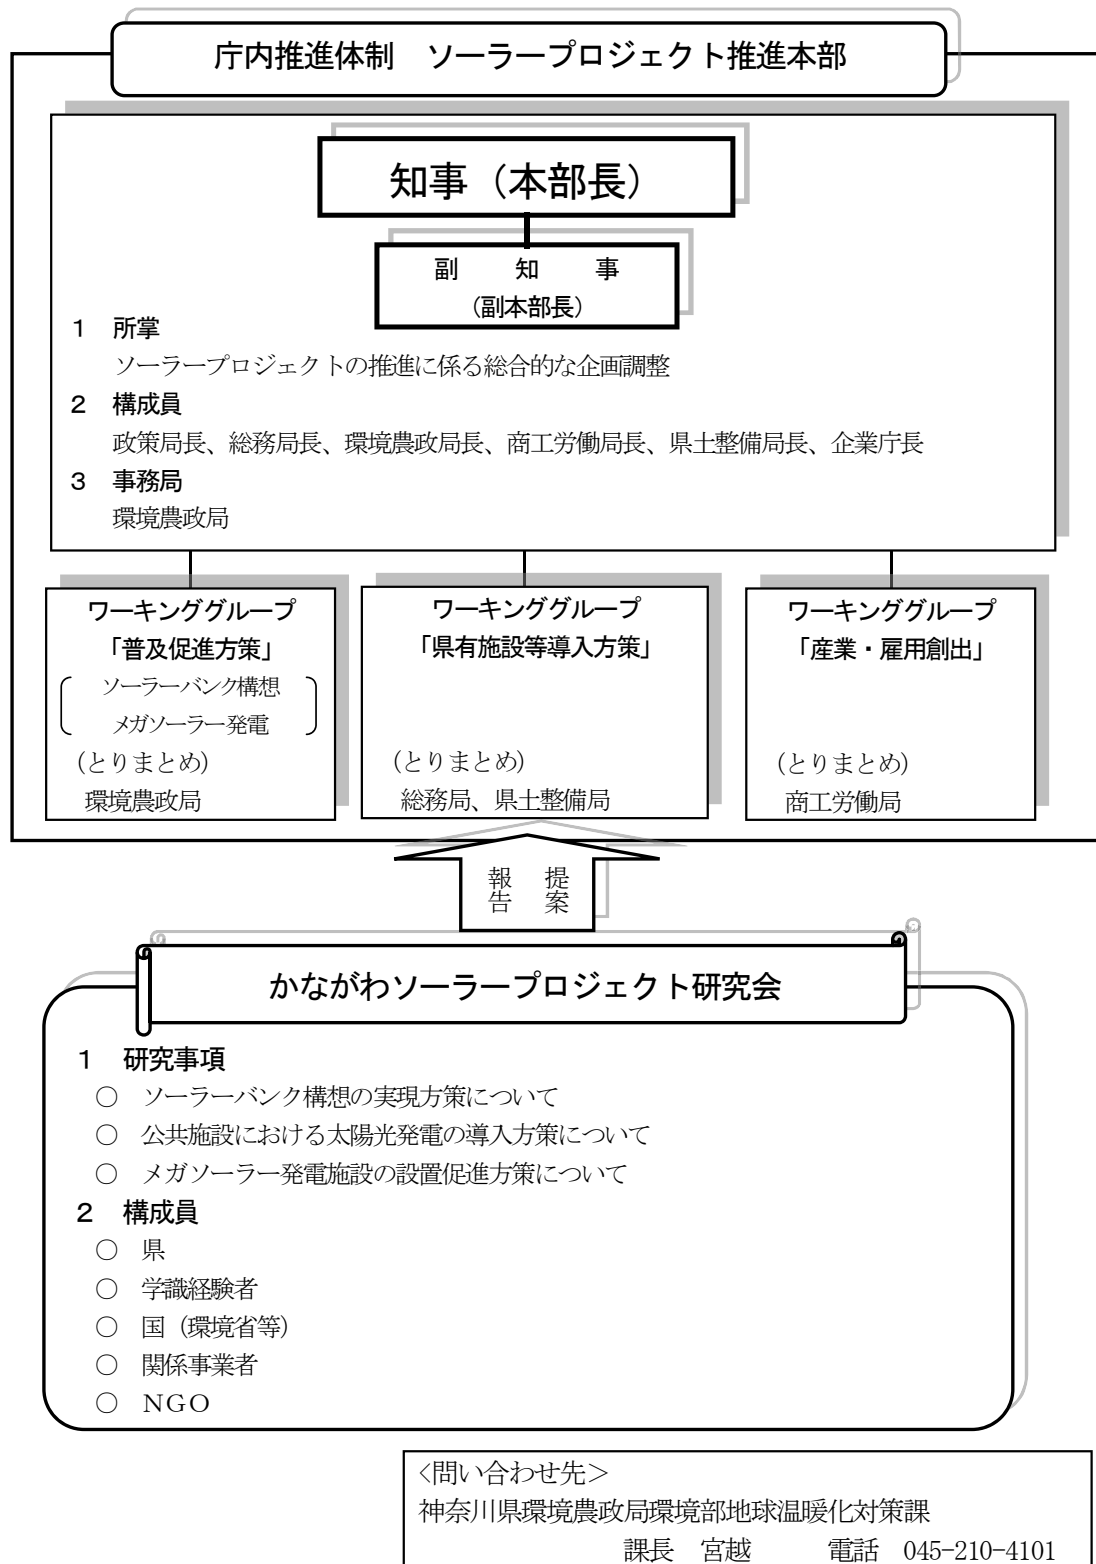 庁内推進体制　ソーラープロジェクト推進本部
知事（本部長）
副　知　事
（副本部長）
１　所掌
ソーラープロジェクトの推進に係る総合的な企画調整
２　構成員
政策局長、総務局長、環境農政局長、商工労働局長、県土整備局長、企業庁長
３　事務局
環境農政局
ワーキンググループ
「普及促進方策」
ソーラーバンク構想
メガソーラー発電
（とりまとめ）
環境農政局
ワーキンググループ
「県有施設等導入方策」
（とりまとめ）
総務局、県土整備局
ワーキンググループ
「産業・雇用創出」
（とりまとめ）
商工労働局
提案
報告
かながわソーラープロジェクト研究会
１　研究事項
○　ソーラーバンク構想の実現方策について
○　公共施設における太陽光発電の導入方策について
○　メガソーラー発電施設の設置促進方策について
２　構成員
○　県
○　学識経験者
○　国（環境省等）
○　関係事業者
○　ＮＧＯ
＜問い合わせ先＞
神奈川県環境農政局環境部地球温暖化対策課
課長　宮越　　電話　045-210-4101